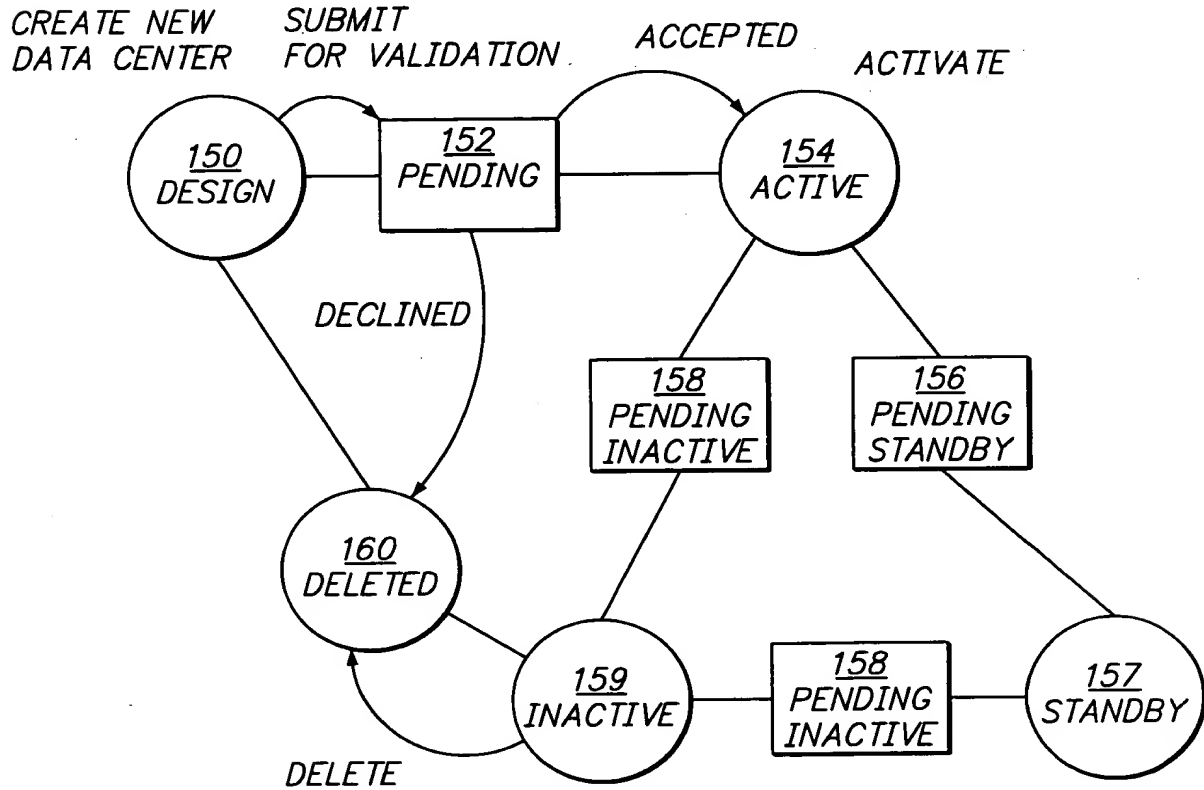 CREATE NEW
DATA CENTER
SUBMIT
FOR VALIDATION
ACCEPTED
ACTIVATE
150
DESIGN
152
PENDING
154
ACTIVE
DECLINED
158
PENDING
INACTIVE
156
PENDING
STANDBY
160
DELETED
159
INACTIVE
158
PENDING
INACTIVE
157
STANDBY
DELETE